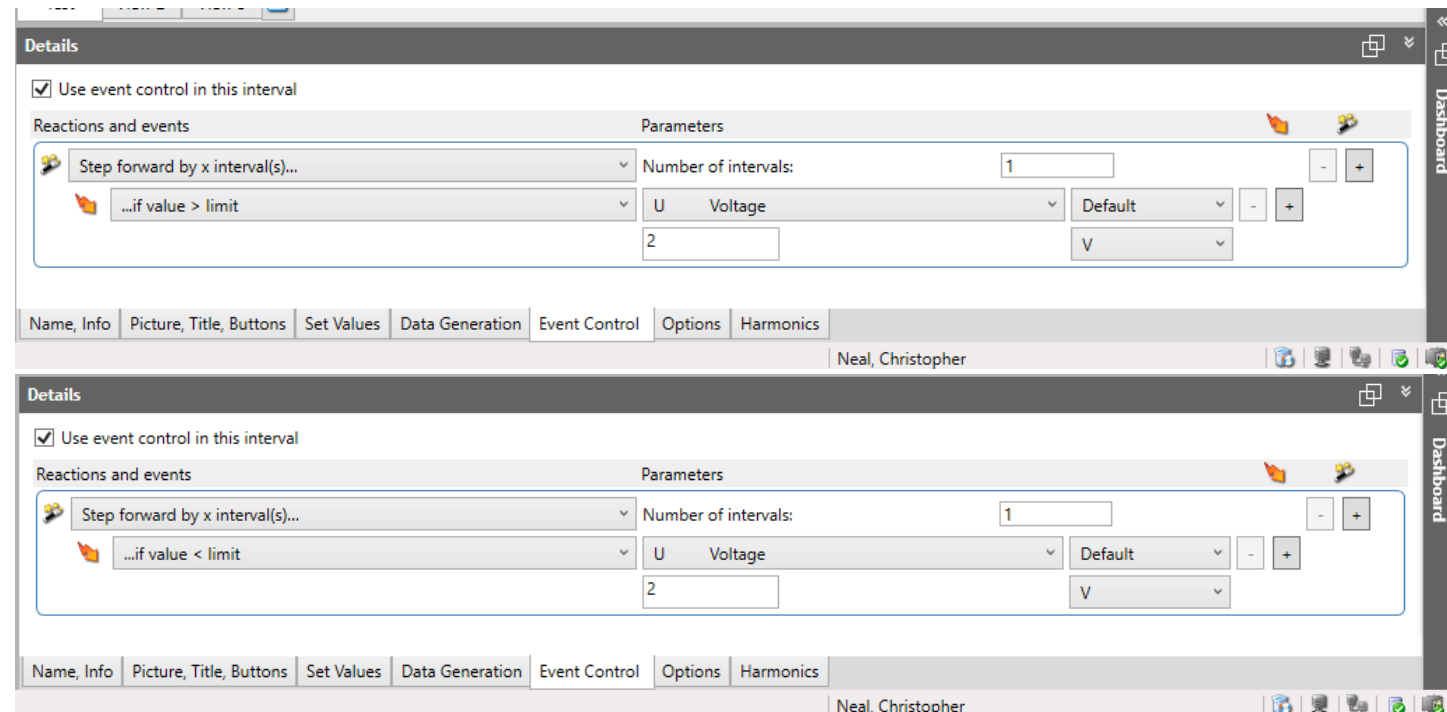 Details
Use event control in this interval
Reactions and events Parameters
Step forward by x interval(s)... Number of intervals: 1 - +
...if value > limit U Voltage Default - +
2 V
Name, Info Picture, Title, Buttons Set Values Data Generation Event Control Options Harmonics
Neal, Christopher
Dashboard
Details
Use event control in this interval
Reactions and events Parameters
Step forward by x interval(s)... Number of intervals: 1 - +
...if value < limit U Voltage Default - +
2 V
Name, Info Picture, Title, Buttons Set Values Data Generation Event Control Options Harmonics
Neal, Christopher
Dashboard